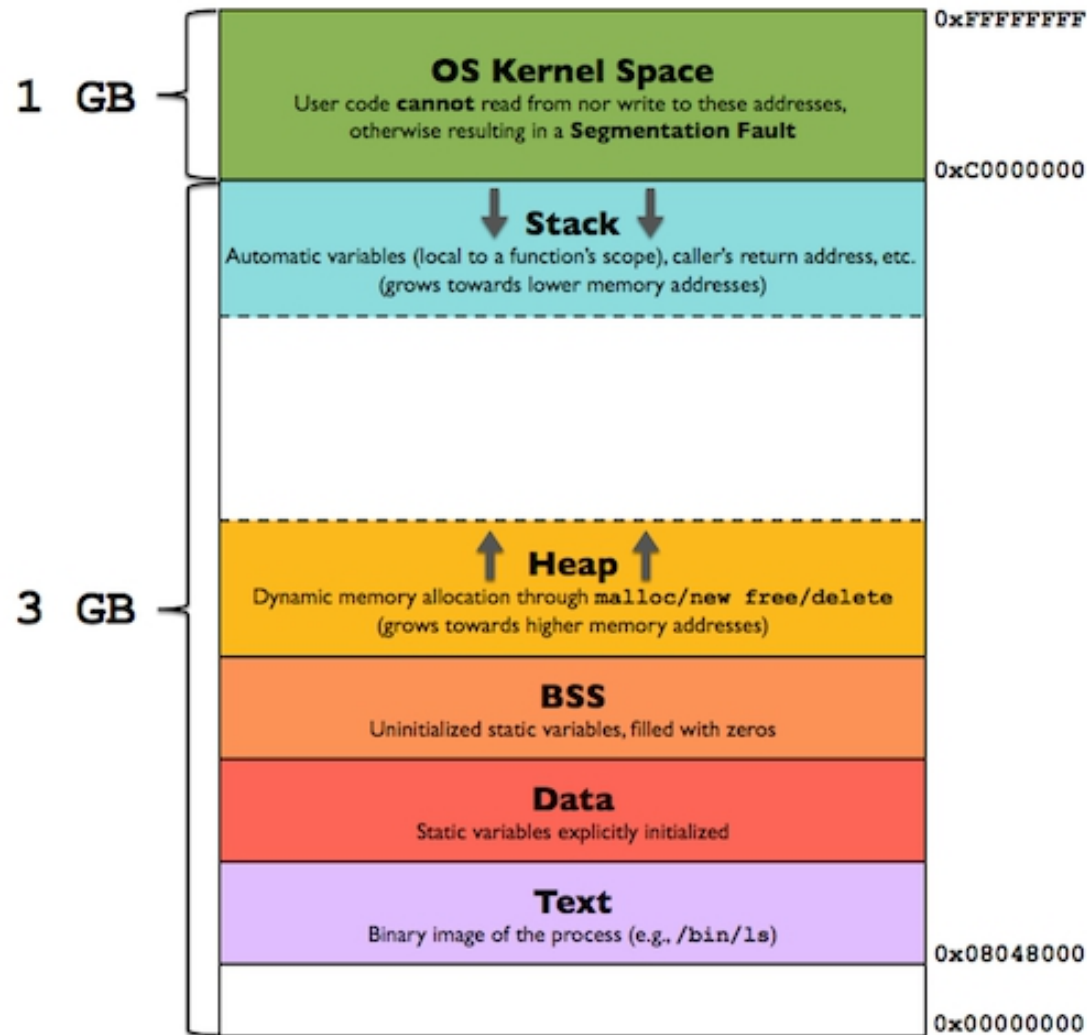 0xFFFFFFFF
OS Kernel Space
1 GB
User code cannot read from nor write to these addresses,
otherwise resulting in a Segmentation Fault
0xC0000000
Stack
Automatic variables (local to a function's scope), caller's return address, etc.
(grows towards lower memory addresses)
Heap
Dynamic memory allocation through malloc/new free/delete
3 GB
(grows towards higher memory addresses)
BSS
Uninitialized static variables, filled with zeros
Data
Static variables explicitly initialized
Text
Binary image of the process (e.g., /bin/ls)
0x08048000
0x00000000